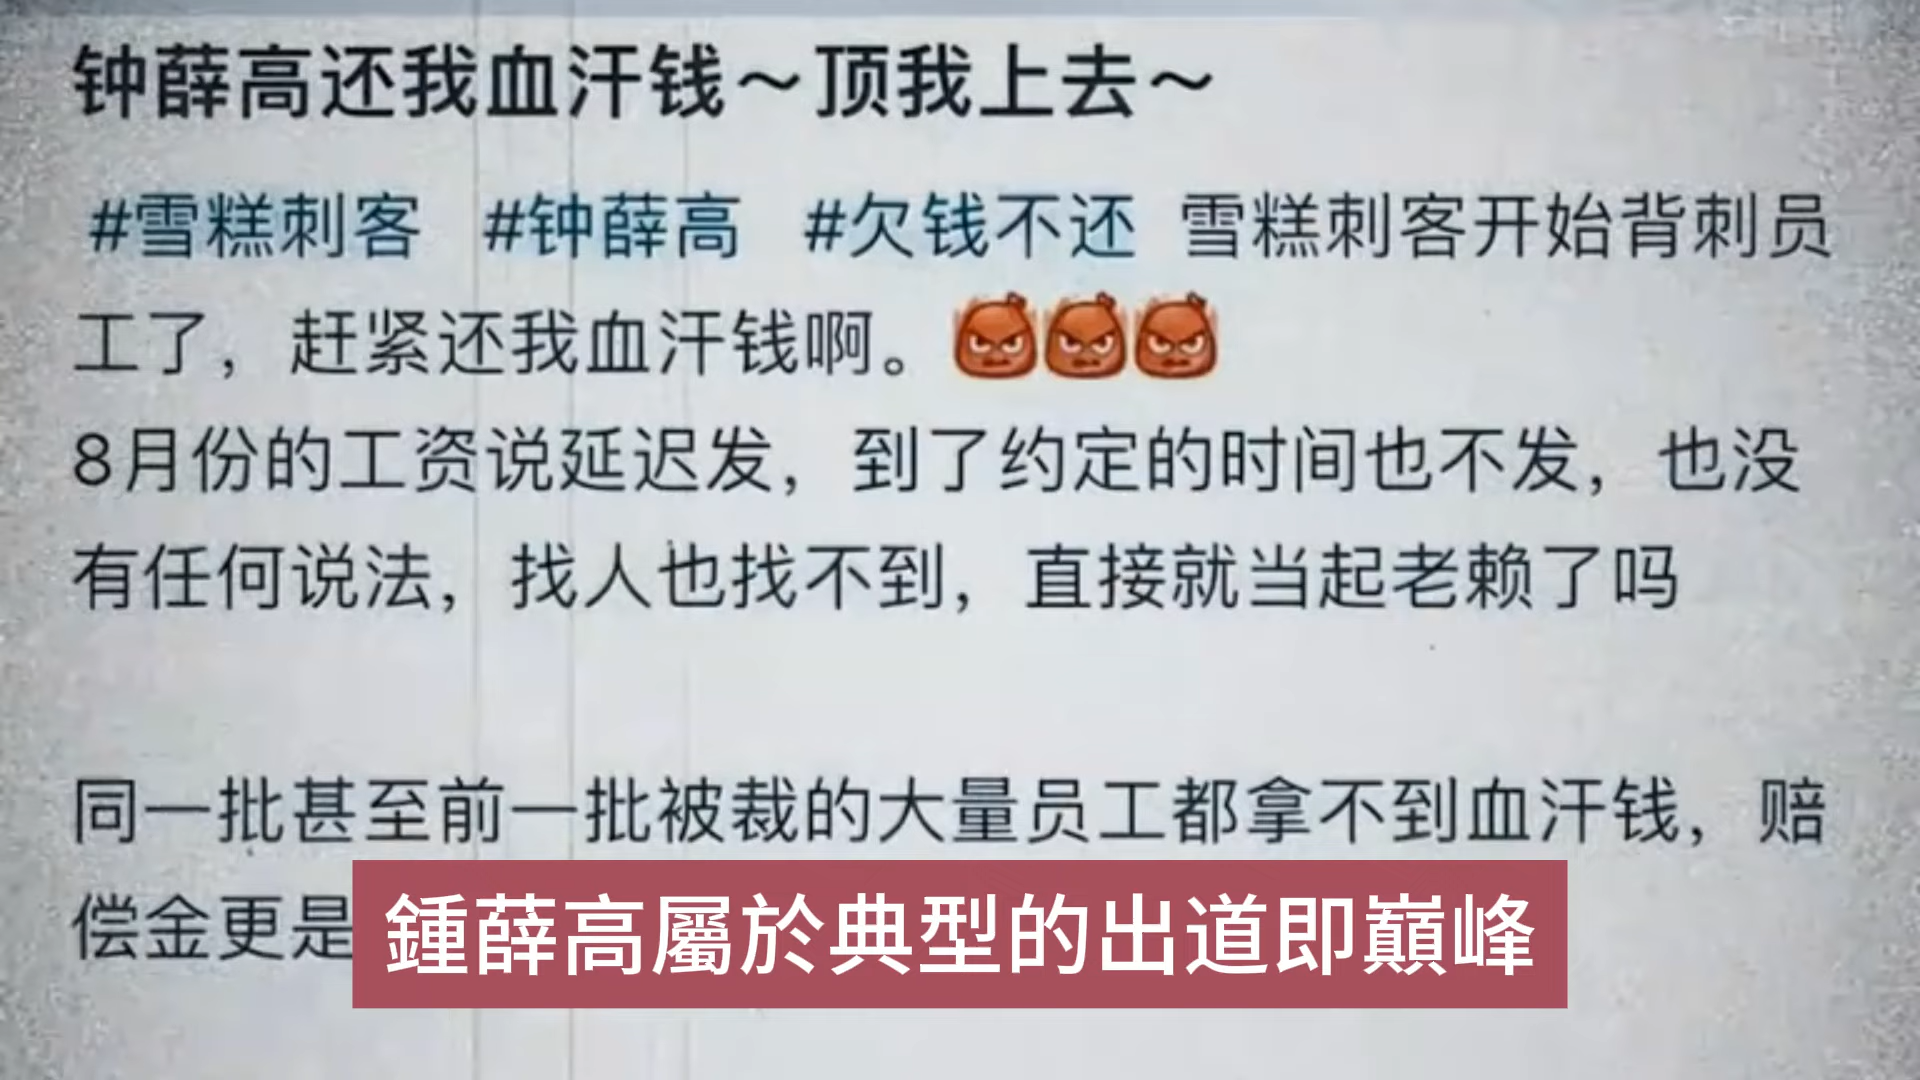 钟薛高还我血汗钱～顶我上去～
#雪糕刺客 #钟薛高 #欠钱不还 雪糕刺客开始背刺员
工了，赶紧还我血汗钱啊。
8月份的工资说延迟发，到了约定的时间也不发，也没
有任何说法，找人也找不到，直接就当起老赖了吗
同一批甚至前一批被裁的大量员工都拿不到血汗钱，赔
偿金更是
鍾薛高屬於典型的出道即巔峰